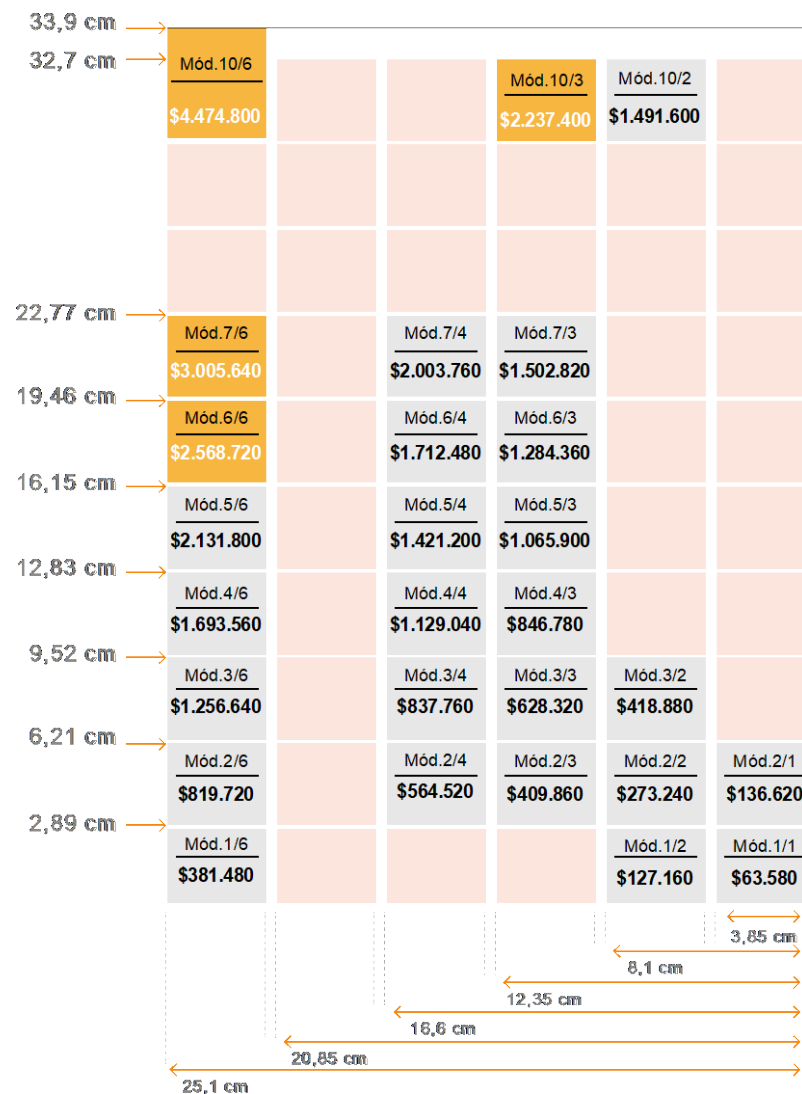 33,9 cm
32,7 cm
Mód.10/6
Mód.10/3
Mód.10/2
$4.474.800
$2.237.400
$1.491.600
22,77 cm
Mód.7/6
Mód.7/4
Mód.7/3
$3.005.640
$2.003.760
$1.502.820
19,46 cm
Mód.6/6
Mód.6/4
Mód.6/3
$2.568.720
$1.712.480
$1.284.360
16,15 cm
Mód.5/6
Mód.5/4
Mód.5/3
$2.131.800
$1.421.200
$1.065.900
12,83 cm
Mód.4/6
Mód.4/4
Mód.4/3
$1.693.560
$1.129.040
$846.780
9,52 cm
Mód.3/6
Mód.3/4
Mód.3/3
Mód.3/2
$1.256.640
$837.760
$628.320
$418.880
6,21 cm
Mód.2/6
Mód.2/4
Mód.2/3
Mód.2/2
Mód.2/1
$819.720
$564.520
$409.860
$273.240
$136.620
2,89 cm
Mód.1/6
Mód.1/2
Mód.1/1
$381.480
$127.160
$63.580
3,85 cm
8,1 cm
12,35 cm
16,6 cm
20,85 cm
25,1 cm